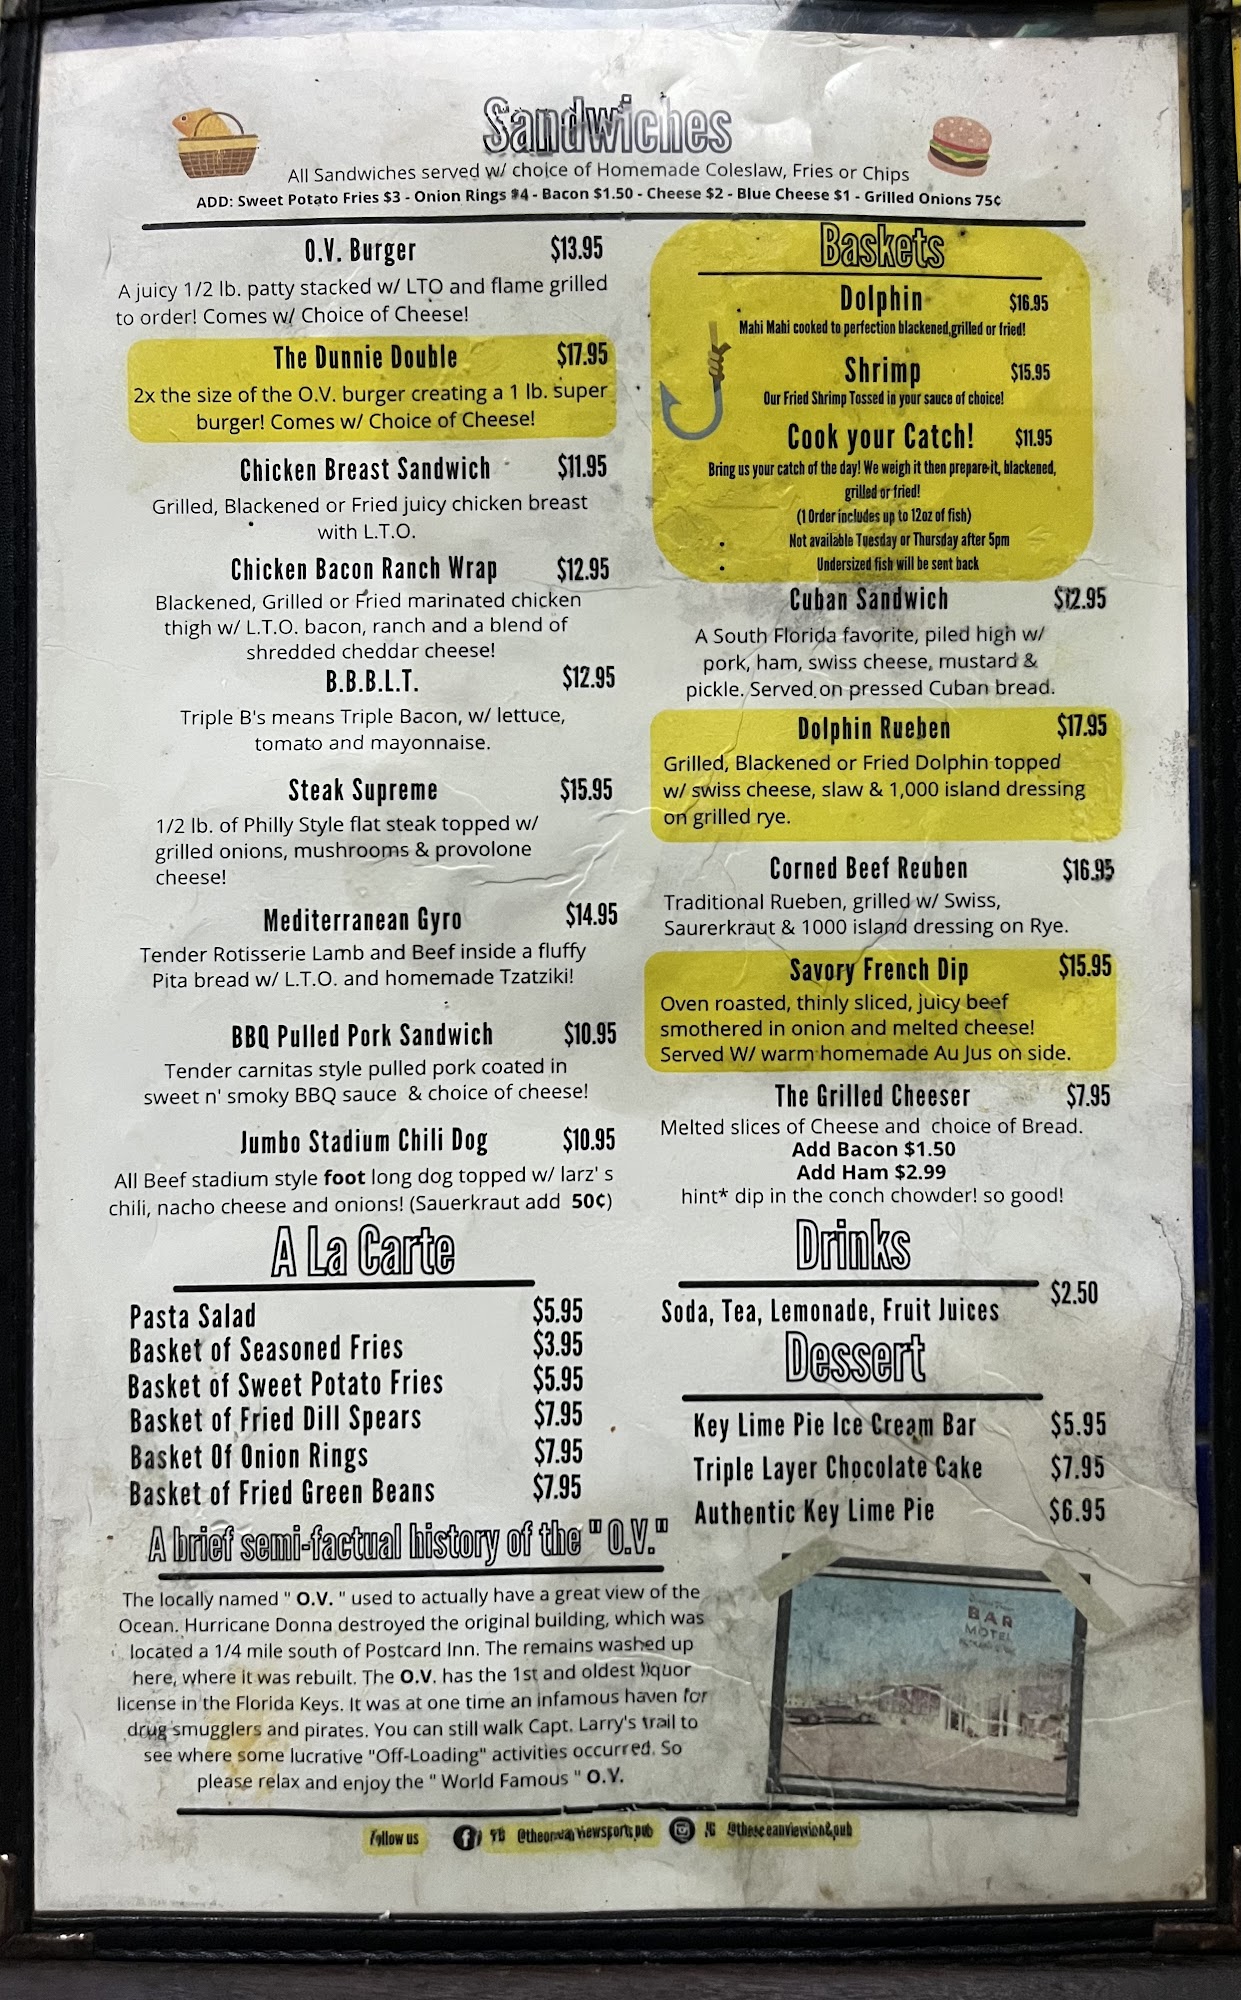 Sandwiches
All Sandwiches served w/ choice of Homemade Coleslaw, Fries or Chips
ADD: Sweet Potato Fries $3 - Onion Rings $4 - Bacon $1.50 - Cheese $2 - Blue Cheese $1 - Grilled Onions 75¢
O.V. Burger $13.95
A juicy 1/2 lb. patty stacked w/ LTO and flame grilled
to order! Comes w/ Choice of Cheese!
The Dunnie Double $17.95
2x the size of the O.V. burger creating a 1 lb. super
burger! Comes w/ Choice of Cheese!
Chicken Breast Sandwich $11.95
Grilled, Blackened or Fried juicy chicken breast
with L.T.O.
Chicken Bacon Ranch Wrap $12.95
Blackened, Grilled or Fried marinated chicken
thigh w/ L.T.O. bacon, ranch and a blend of
shredded cheddar cheese!
B.B.B.L.T. $12.95
Triple B's means Triple Bacon, w/ lettuce,
tomato and mayonnaise.
Steak Supreme $15.95
1/2 lb. of Philly Style flat steak topped w/
grilled onions, mushrooms & provolone
cheese!
Mediterranean Gyro $14.95
Tender Rotisserie Lamb and Beef inside a fluffy
Pita bread w/ L.T.O. and homemade Tzatziki!
BBQ Pulled Pork Sandwich $10.95
Tender carnitas style pulled pork coated in
sweet n' smoky BBQ sauce & choice of cheese!
Jumbo Stadium Chili Dog $10.95
All Beef stadium style foot long dog topped w/ larz' s
chili, nacho cheese and onions! (Sauerkraut add 50¢)
Baskets
Dolphin $16.95
Mahi Mahi cooked to perfection blackened,grilled or fried!
Shrimp $15.95
Our Fried Shrimp Tossed in your sauce of choice!
Cook your Catch! $11.95
Bring us your catch of the day! We weigh it then prepare it, blackened,
grilled or fried!
(1 Order includes up to 12oz of fish)
Not available Tuesday or Thursday after 5pm
Undersized fish will be sent back
Cuban Sandwich $12.95
A South Florida favorite, piled high w/
pork, ham, swiss cheese, mustard &
pickle. Served on pressed Cuban bread.
Dolphin Rueben $17.95
Grilled, Blackened or Fried Dolphin topped
w/ swiss cheese, slaw & 1,000 island dressing
on grilled rye.
Corned Beef Reuben $16.95
Traditional Rueben, grilled w/ Swiss,
Saurerkraut & 1000 island dressing on Rye.
Savory French Dip $15.95
Oven roasted, thinly sliced, juicy beef
smothered in onion and melted cheese!
Served W/ warm homemade Au Jus on side.
The Grilled Cheeser $7.95
Melted slices of Cheese and choice of Bread.
Add Bacon $1.50
Add Ham $2.99
hint* dip in the conch chowder! so good!
A La Carte
Pasta Salad $5.95
Basket of Seasoned Fries $3.95
Basket of Sweet Potato Fries $5.95
Basket of Fried Dill Spears $7.95
Basket Of Onion Rings $7.95
Basket of Fried Green Beans $7.95
Drinks
Soda, Tea, Lemonade, Fruit Juices $2.50
Dessert
Key Lime Pie Ice Cream Bar $5.95
Triple Layer Chocolate Cake $7.95
Authentic Key Lime Pie $6.95
A brief semi-factual history of the "O.V."
The locally named " O.V. " used to actually have a great view of the
Ocean. Hurricane Donna destroyed the original building, which was
located a 1/4 mile south of Postcard Inn. The remains washed up
here, where it was rebuilt. The O.V. has the 1st and oldest liquor
license in the Florida Keys. It was at one time an infamous haven for
drug smugglers and pirates. You can still walk Capt. Larry's trail to
see where some lucrative "Off-Loading" activities occurred. So
please relax and enjoy the " World Famous " O.V.
BAR
MOTEL
Follow us